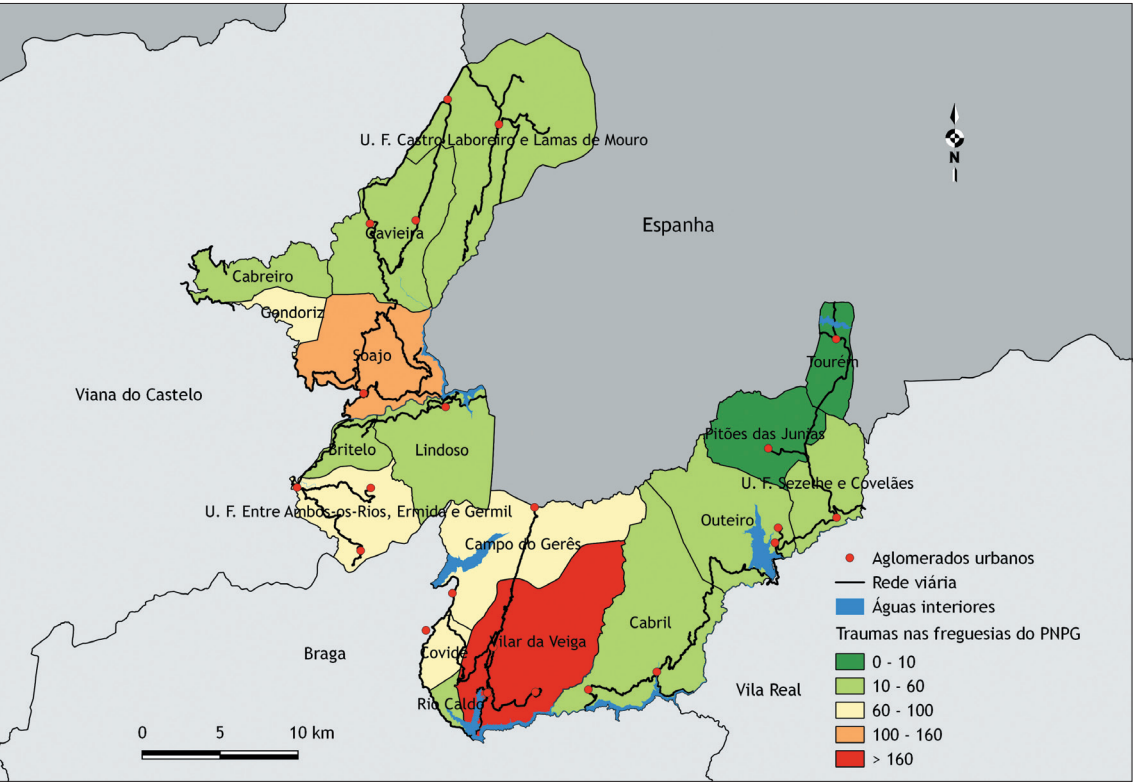 U. F. Castro Laboreiro e Lamas de Mouro
N
Espanha
Gavieira
Cabreiro
Gondoriz
Soajo
Tourém
Viana do Castelo
Pitões das Junias
Britelo
Lindoso
U. F. Sezelhe e Covelães
U. F. Entre Ambos-os-Rios, Ermida e Germil
Outeiro
Campo do Gerês
Cabril
Vilar da Veiga
Covide
Braga
Vila Real
Rio Caldo
0 5 10 km
Aglomerados urbanos
Rede viária
Águas interiores
Traumas nas freguesias do PNPG
0 - 10
10 - 60
60 - 100
100 - 160
> 160